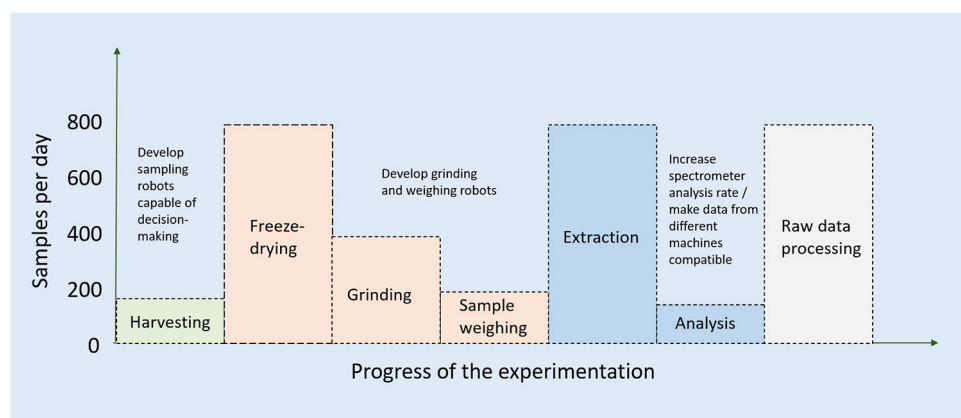 Samples per day
800
600
400
200
0
Develop
sampling
robots
capable of
decision-
making
Harvesting
Freeze-
drying
Develop grinding
and weighing robots
Grinding
Sample
weighing
Extraction
Increase
spectrometer
analysis rate /
make data from
different
machines
compatible
Analysis
Raw data
processing
Progress of the experimentation